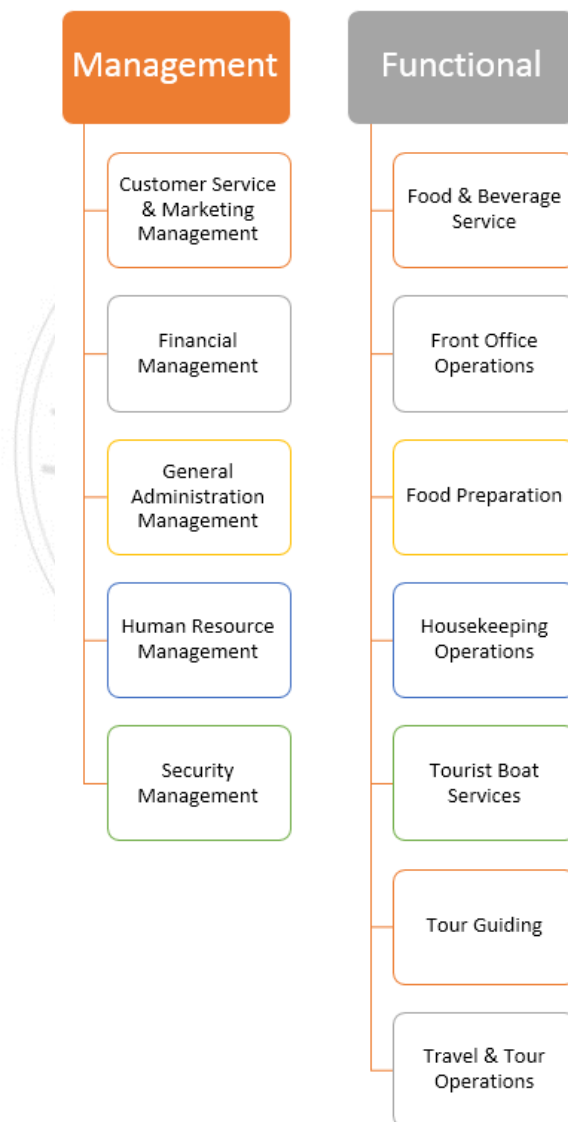 Management
Customer Service
& Marketing
Management
Financial
Management
General
Administration
Management
Human Resource
Management
Security
Management
Functional
Food & Beverage
Service
Front Office
Operations
Food Preparation
Housekeeping
Operations
Tourist Boat
Services
Tour Guiding
Travel & Tour
Operations